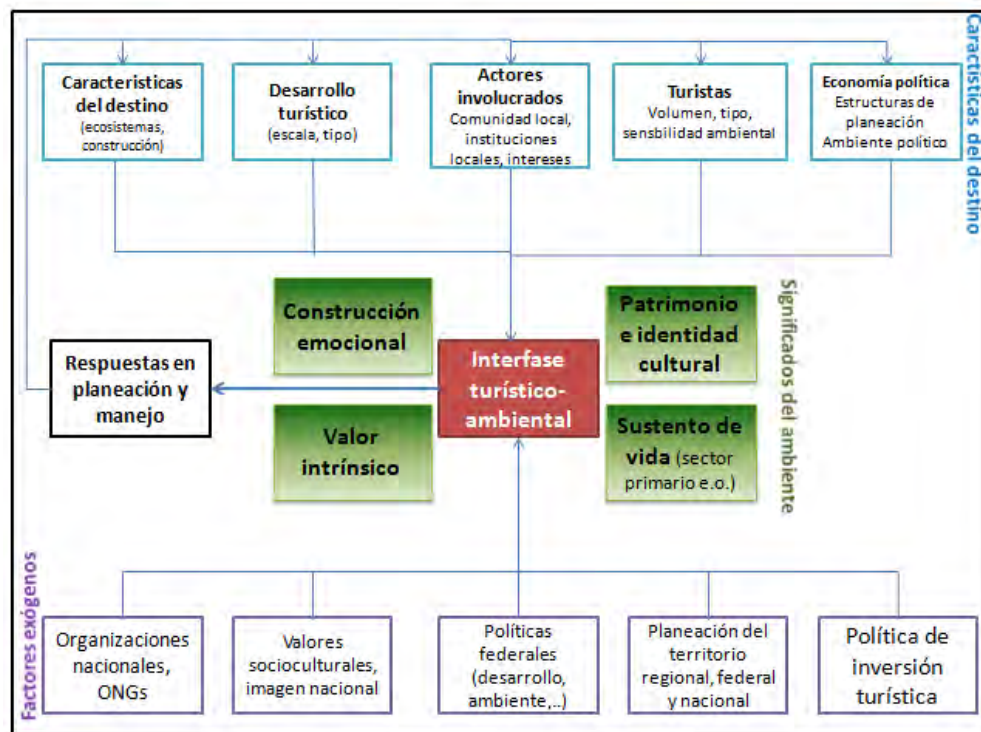 Caracteristicas
del destino
(ecosistemas,
construcción)
Desarrollo
turístico
(escala, tipo)
Actores
involucrados
Comunidad local,
instituciones
locales, intereses
Turistas
Volumen, tipo,
sensbilidad ambiental
Economía política
Estructuras de
planeación
Ambiente político
Caractísticas del destino
Construcción
emocional
Patrimonio
e identidad
cultural
Significados del ambiente
Respuestas en
planeación y
manejo
Interfase
turístico-
ambiental
Valor
intrínsico
Sustento de
vida (sector
primario e.o.)
Factores exógenos
Organizaciones
nacionales,
ONGs
Valores
socioculturales,
imagen nacional
Políticas
federales
(desarrollo,
ambiente,..)
Planeación del
territorio
regional, federal
y nacional
Política de
inversión
turística